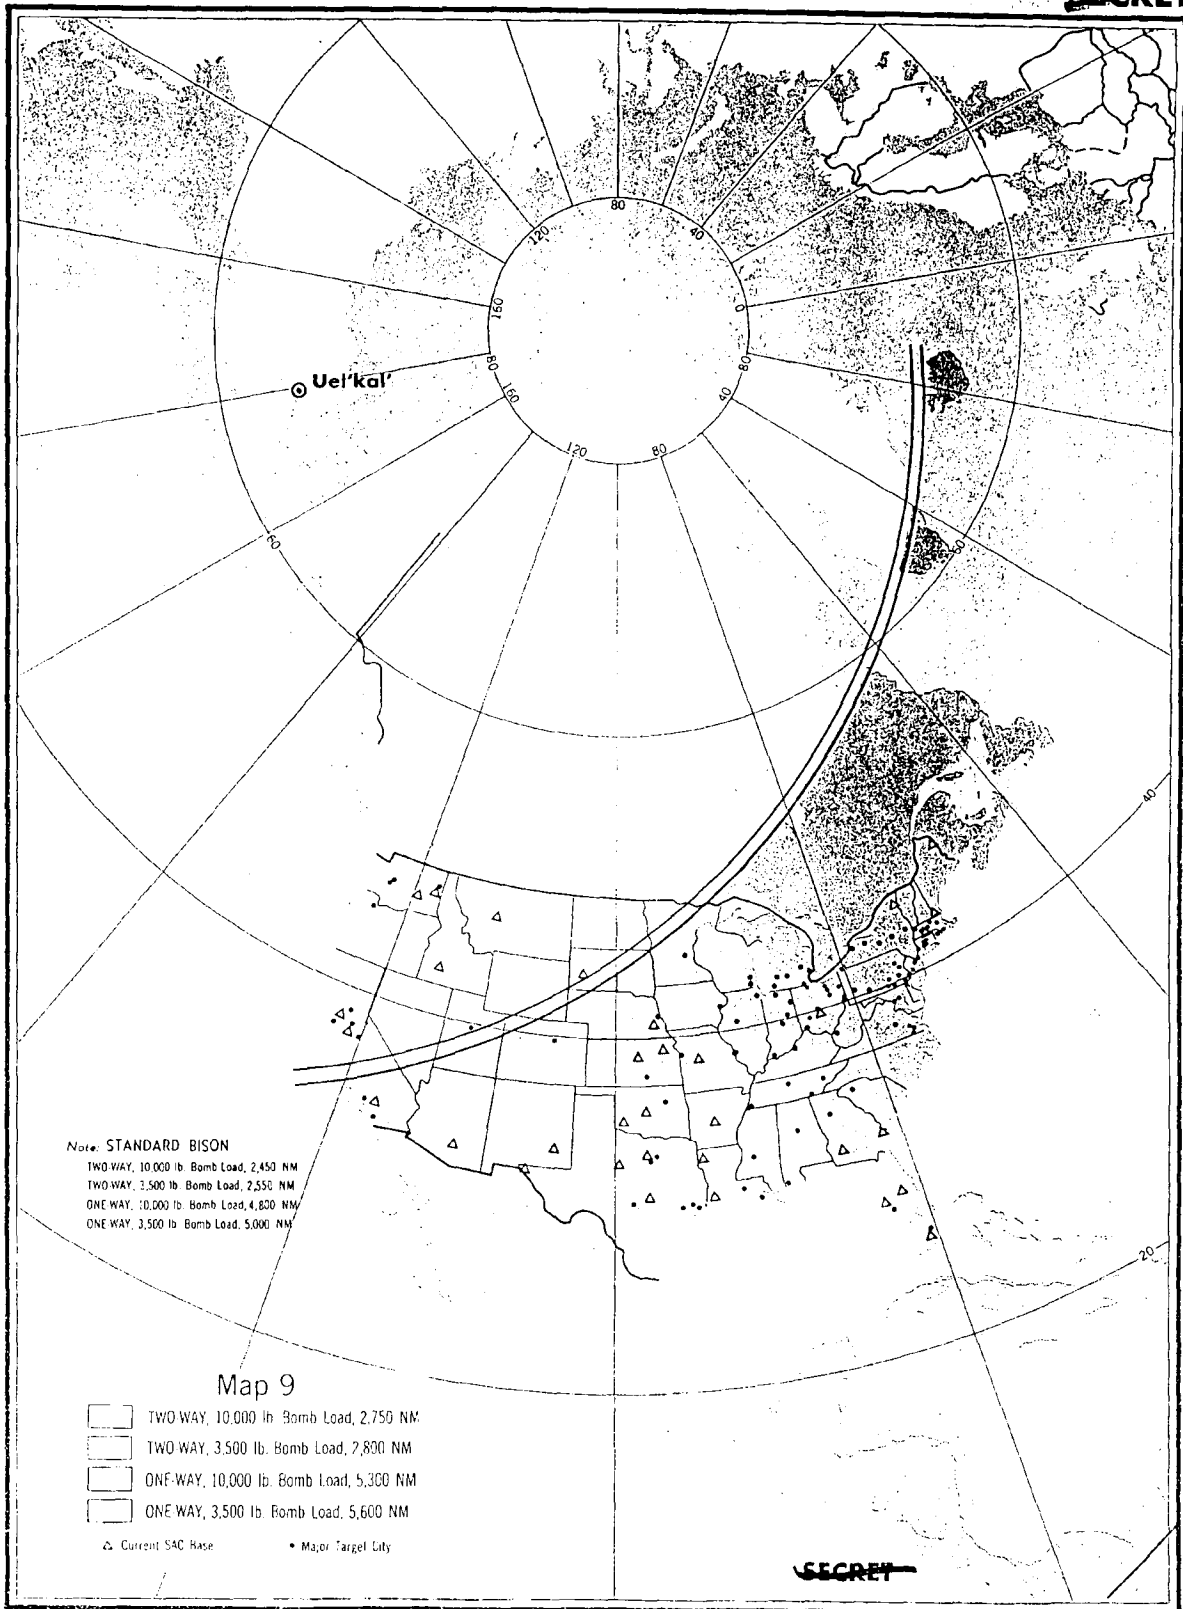 SECRET
80
120
40
160
0
80
80
160
40
120
80
Uel'kal'
60
60
40
Note: STANDARD BISON
TWO-WAY, 10,000 lb. Bomb Load, 2,450 NM
TWO-WAY, 3,500 lb. Bomb Load, 2,550 NM
ONE-WAY, 10,000 lb. Bomb Load, 4,800 NM
ONE-WAY, 3,500 lb. Bomb Load, 5,000 NM
20
Map 9
TWO-WAY, 10,000 lb. Bomb Load, 2,750 NM
TWO-WAY, 3,500 lb. Bomb Load, 2,800 NM
ONE-WAY, 10,000 lb. Bomb Load, 5,300 NM
ONE-WAY, 3,500 lb. Bomb Load, 5,600 NM
Current SAC Base
Major Target City
SECRET